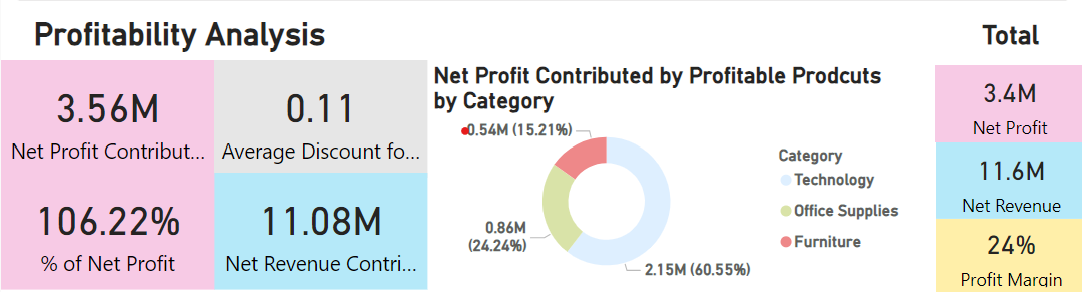 Profitability Analysis
3.56M
Net Profit Contribut...
0.11
Average Discount fo...
106.22%
% of Net Profit
11.08M
Net Revenue Contri...
Net Profit Contributed by Profitable Prodcuts
by Category
0.54M (15.21%)
0.86M
(24.24%)
2.15M (60.55%)
Category
Technology
Office Supplies
Furniture
Total
3.4M
Net Profit
11.6M
Net Revenue
24%
Profit Margin